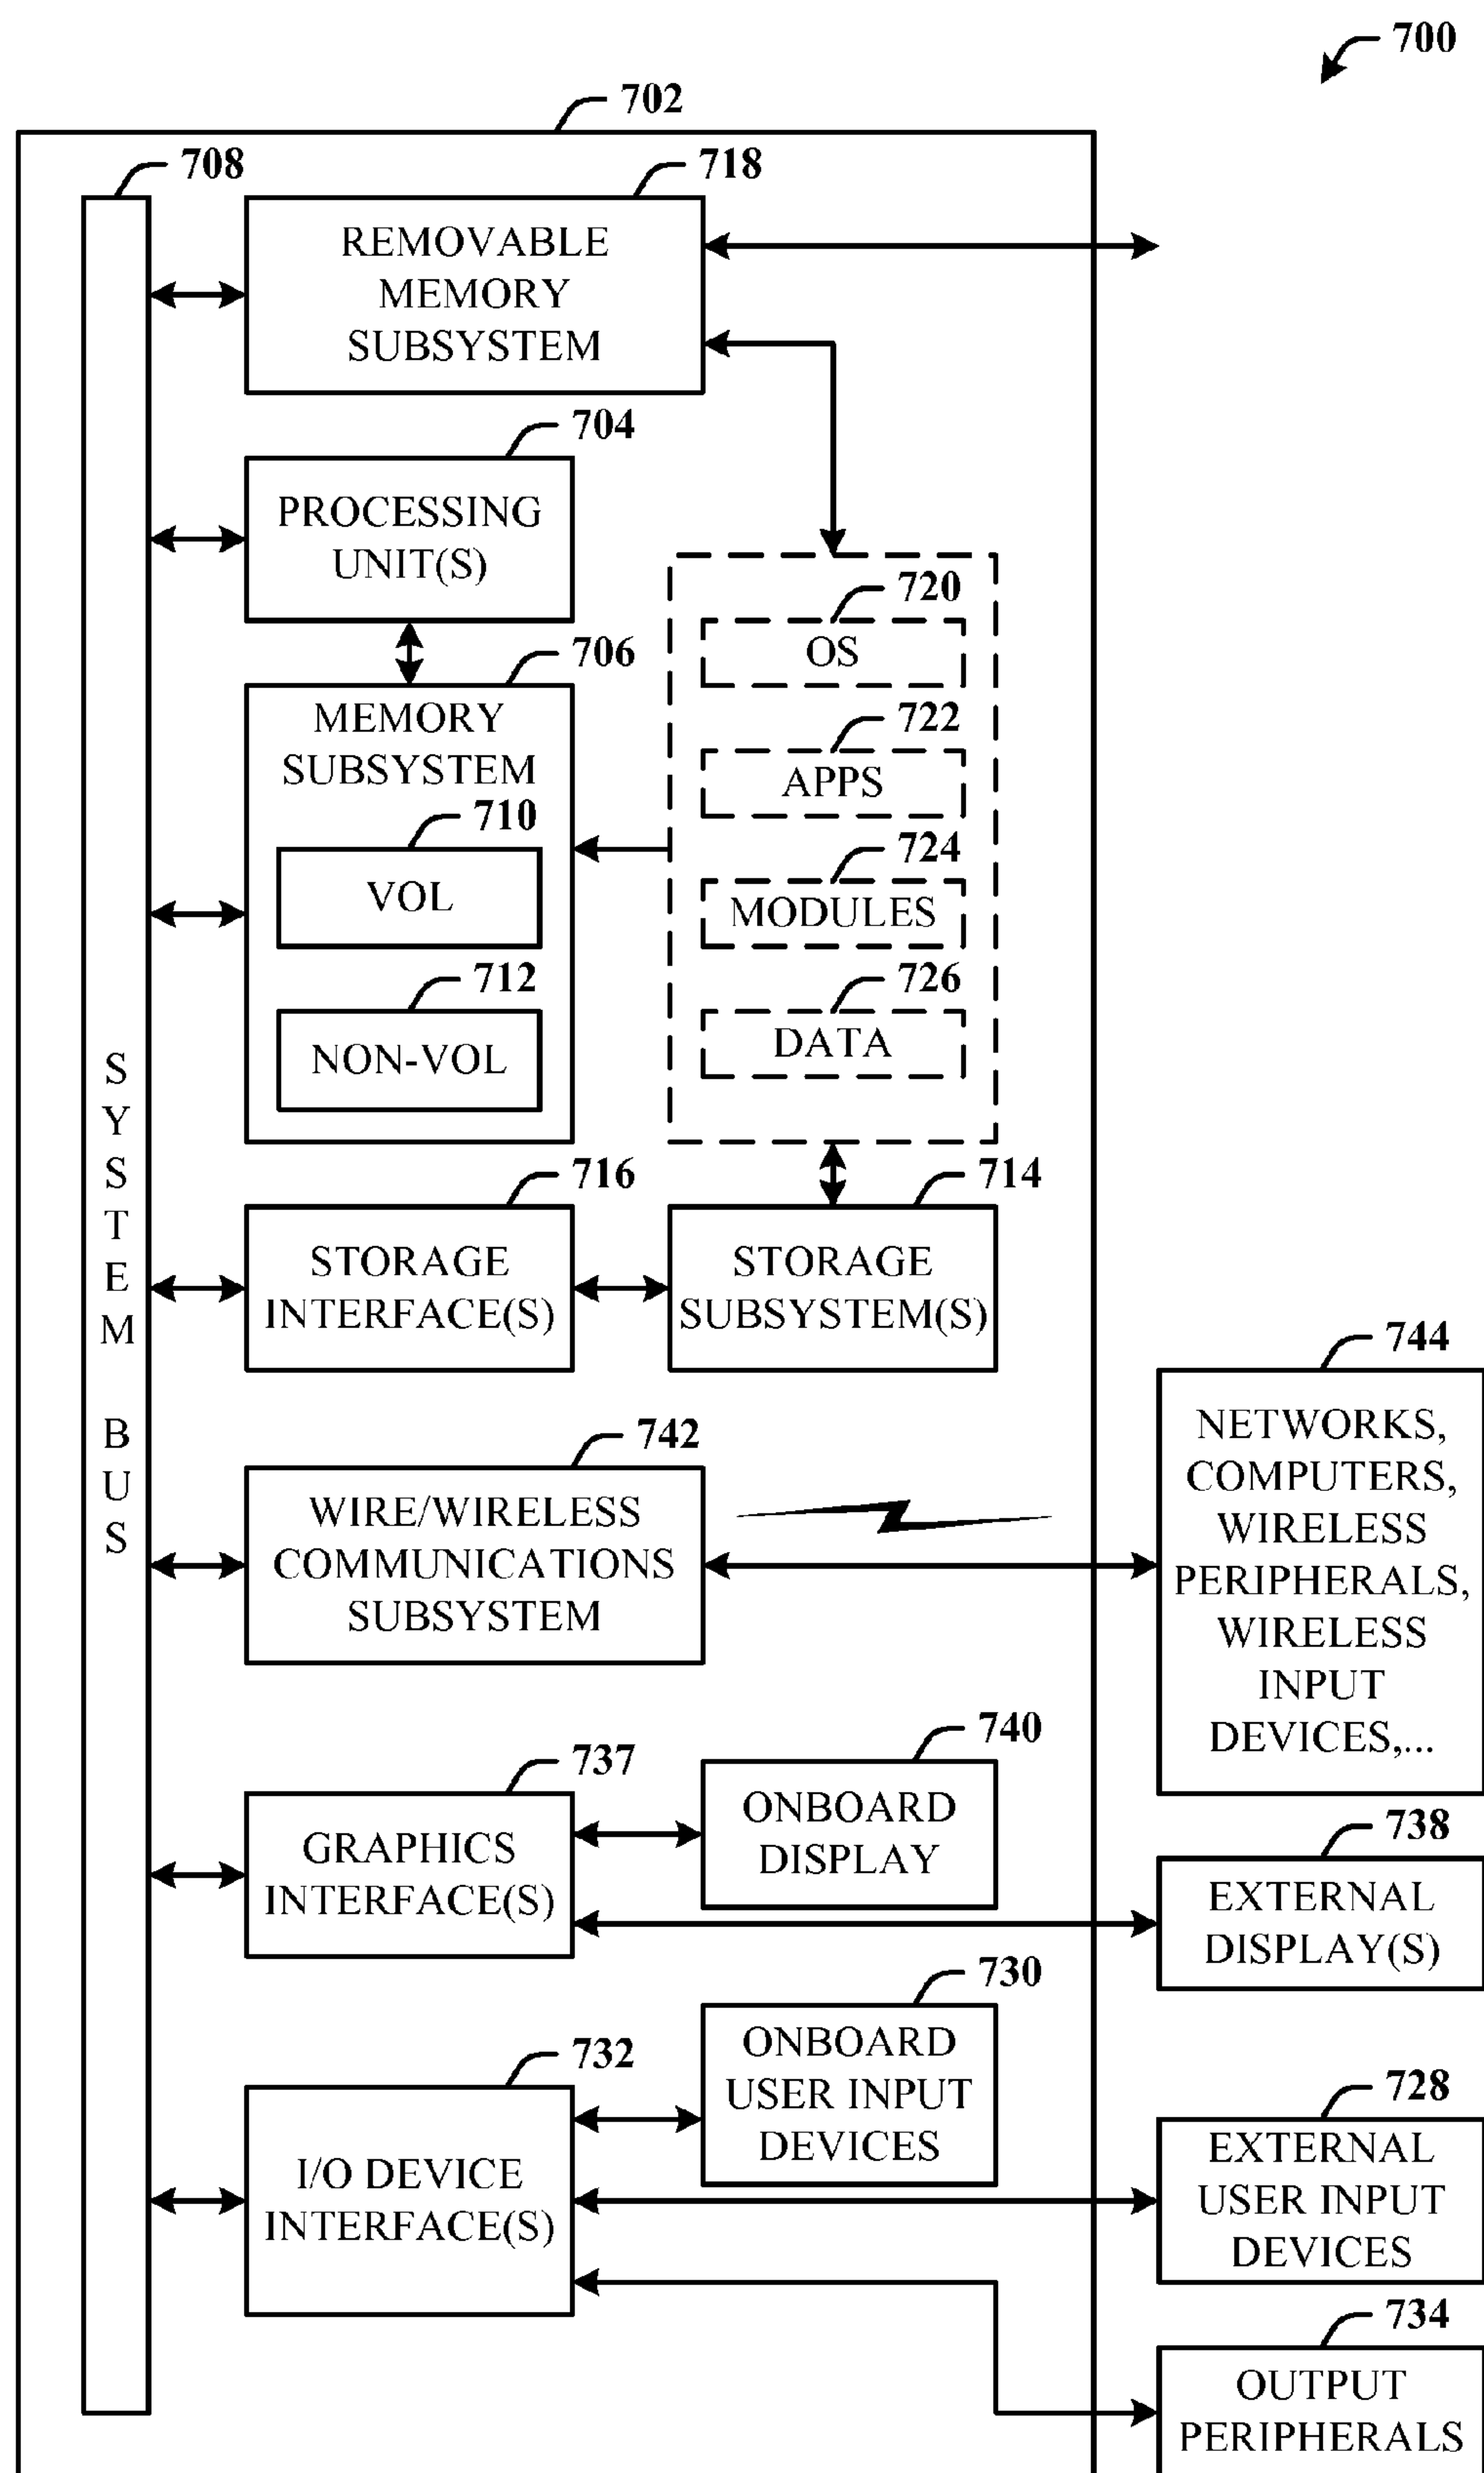 700
702
708
718
REMOVABLE
MEMORY
SUBSYSTEM
704
PROCESSING
UNIT(S)
720
OS
706
MEMORY
SUBSYSTEM
722
APPS
710
VOL
724
MODULES
712
NON-VOL
726
DATA
SYSTEM BUS
716
STORAGE
INTERFACE(S)
714
STORAGE
SUBSYSTEM(S)
742
WIRE/WIRELESS
COMMUNICATIONS
SUBSYSTEM
744
NETWORKS,
COMPUTERS,
WIRELESS
PERIPHERALS,
WIRELESS
INPUT
DEVICES,...
737
GRAPHICS
INTERFACE(S)
740
ONBOARD
DISPLAY
738
EXTERNAL
DISPLAY(S)
732
I/O DEVICE
INTERFACE(S)
730
ONBOARD
USER INPUT
DEVICES
728
EXTERNAL
USER INPUT
DEVICES
734
OUTPUT
PERIPHERALS